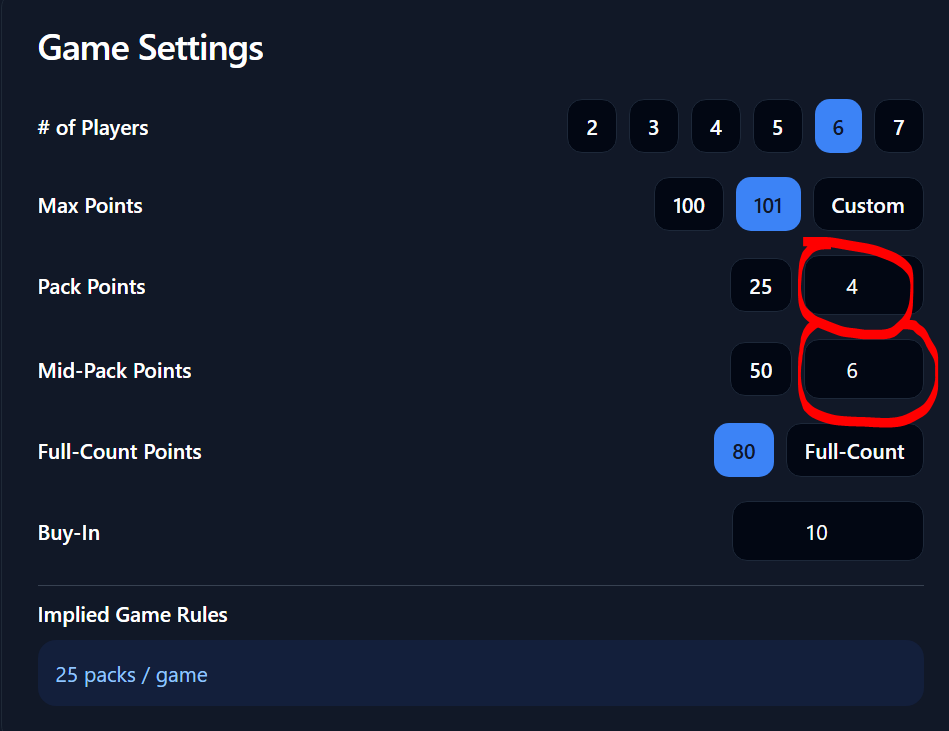 Game Settings
# of Players 2 3 4 5 6 7
Max Points 100 101 Custom
Pack Points 25 4
Mid-Pack Points 50 6
Full-Count Points 80 Full-Count
Buy-In 10
Implied Game Rules
25 packs / game